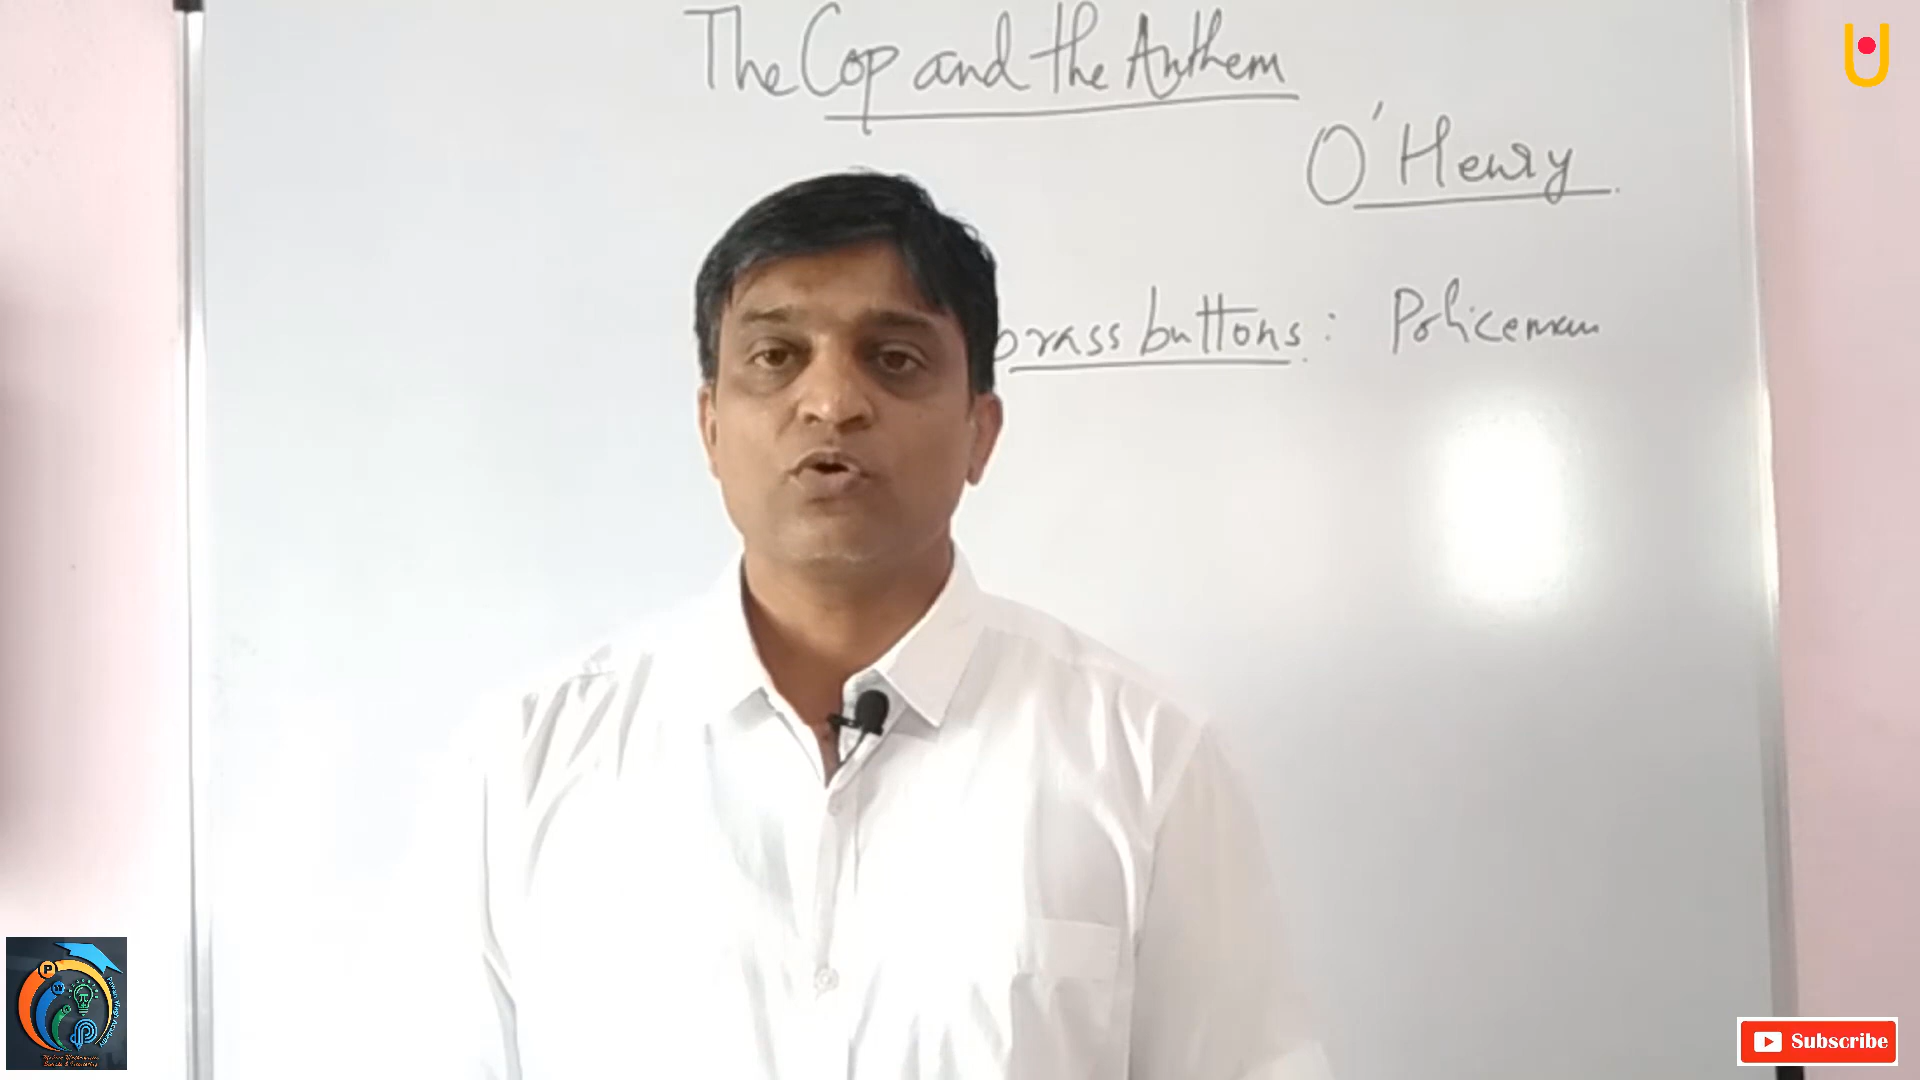 The Cop and the Anthem
O'Henry
brass buttons : Policeman
P
Subscribe